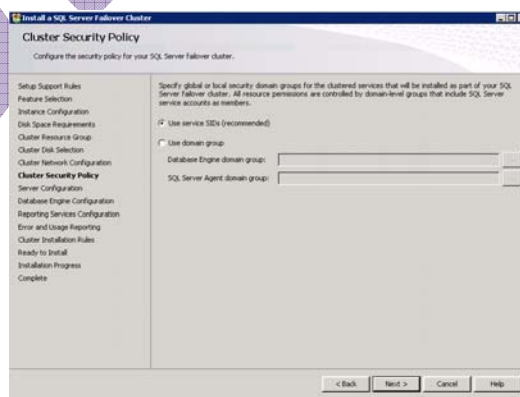 Install a SQL Server Failover Cluster
Cluster Security Policy
Configure the security policy for your SQL Server failover cluster.
Setup Support Rules
Feature Selection
Instance Configuration
Disk Space Requirements
Cluster Resource Group
Cluster Disk Selection
Cluster Network Configuration
Cluster Security Policy
Server Configuration
Database Engine Configuration
Reporting Services Configuration
Error and Usage Reporting
Cluster Installation Rules
Ready to Install
Installation Progress
Complete
Specify global or local security domain groups for the clustered services that will be installed as part of your SQL
Server failover cluster. All resource permissions are controlled by domain-level groups that include SQL Server
service accounts as members.
Use service SIDs (recommended)
Use domain group
Database Engine domain group:
SQL Server Agent domain group:
< Back
Next >
Cancel
Help